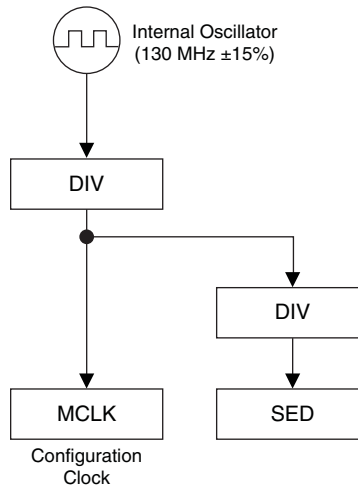 Internal Oscillator
(130 MHz ±15%)
DIV
DIV
MCLK
SED
Configuration
Clock